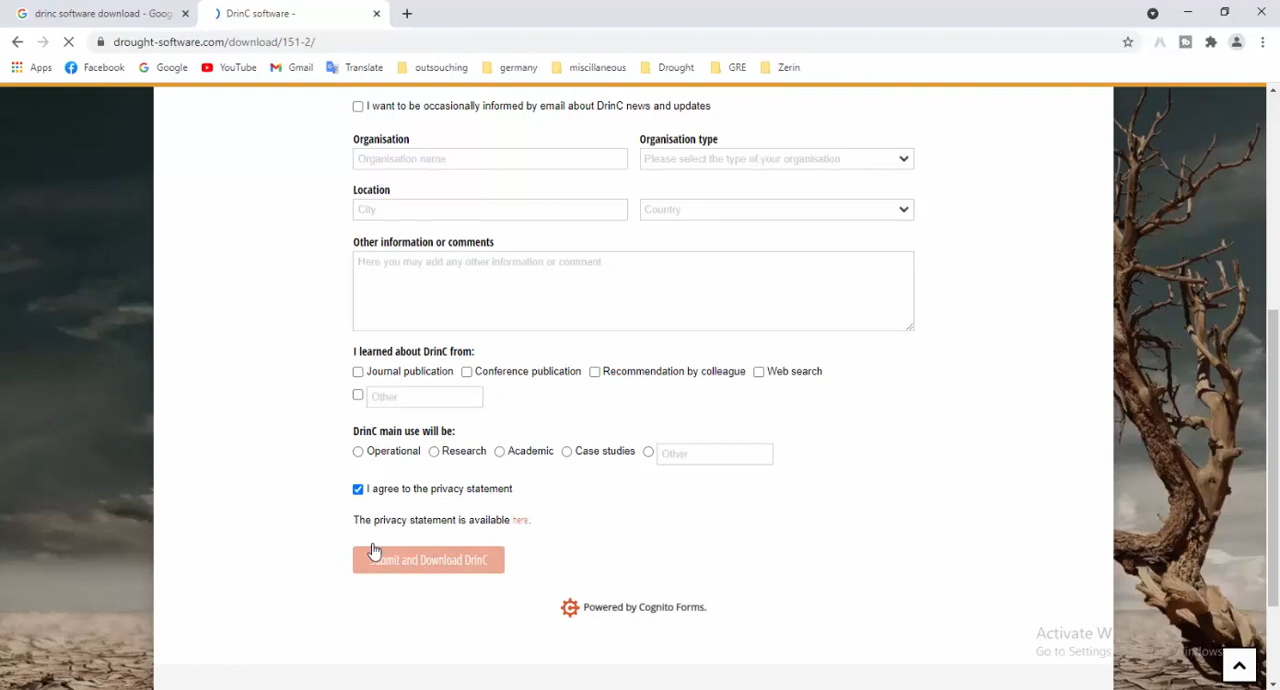 drinc software download - Goog
DrinC software -
drought-software.com/download/151-2/
Apps Facebook Google YouTube Gmail Translate outsouching germany miscillaneous Drought GRE Zerin
I want to be occasionally informed by email about DrinC news and updates
Organisation Organisation type
Organisation name Please select the type of your organisation
Location
City Country
Other information or comments
Here you may add any other information or comment
I learned about DrinC from:
Journal publication Conference publication Recommendation by colleague Web search
Other
DrinC main use will be:
Operational Research Academic Case studies Other
I agree to the privacy statement
The privacy statement is available here.
Submit and Download DrinC
Powered by Cognito Forms.
Activate W
Go to Settings